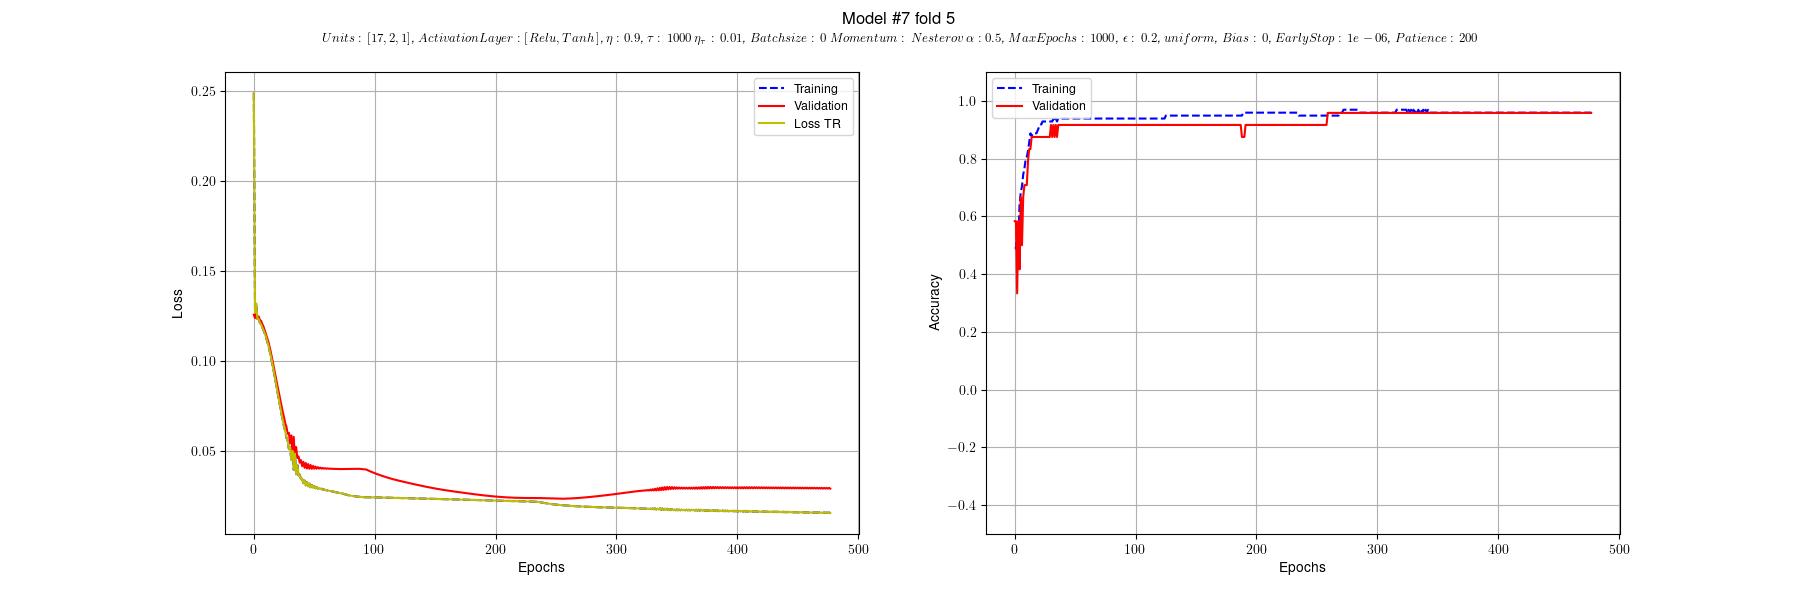 Model #7 fold 5
Units : [17, 2, 1], ActivationLayer : [Relu, Tanh], η : 0.9, τ : 1000 η_τ : 0.01, Batchsize : 0 Momentum : Nesterov α : 0.5, MaxEpochs : 1000, ϵ : 0.2, uniform, Bias : 0, EarlyStop : 1e − 06, Patience : 200
0.25
0.20
0.15
0.10
0.05
Loss
0 100 200 300 400 500
Epochs
Training
Validation
Loss TR
1.0
0.8
0.6
0.4
0.2
0.0
−0.2
−0.4
Accuracy
0 100 200 300 400 500
Epochs
Training
Validation